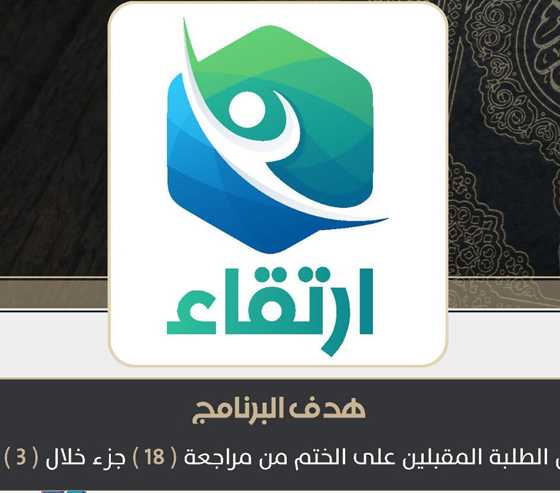 ارتقاء
هدف البرنامج
الطلبة المقبلين على الختم من مراجعة ( 18 ) جزء خلال ( 3 )